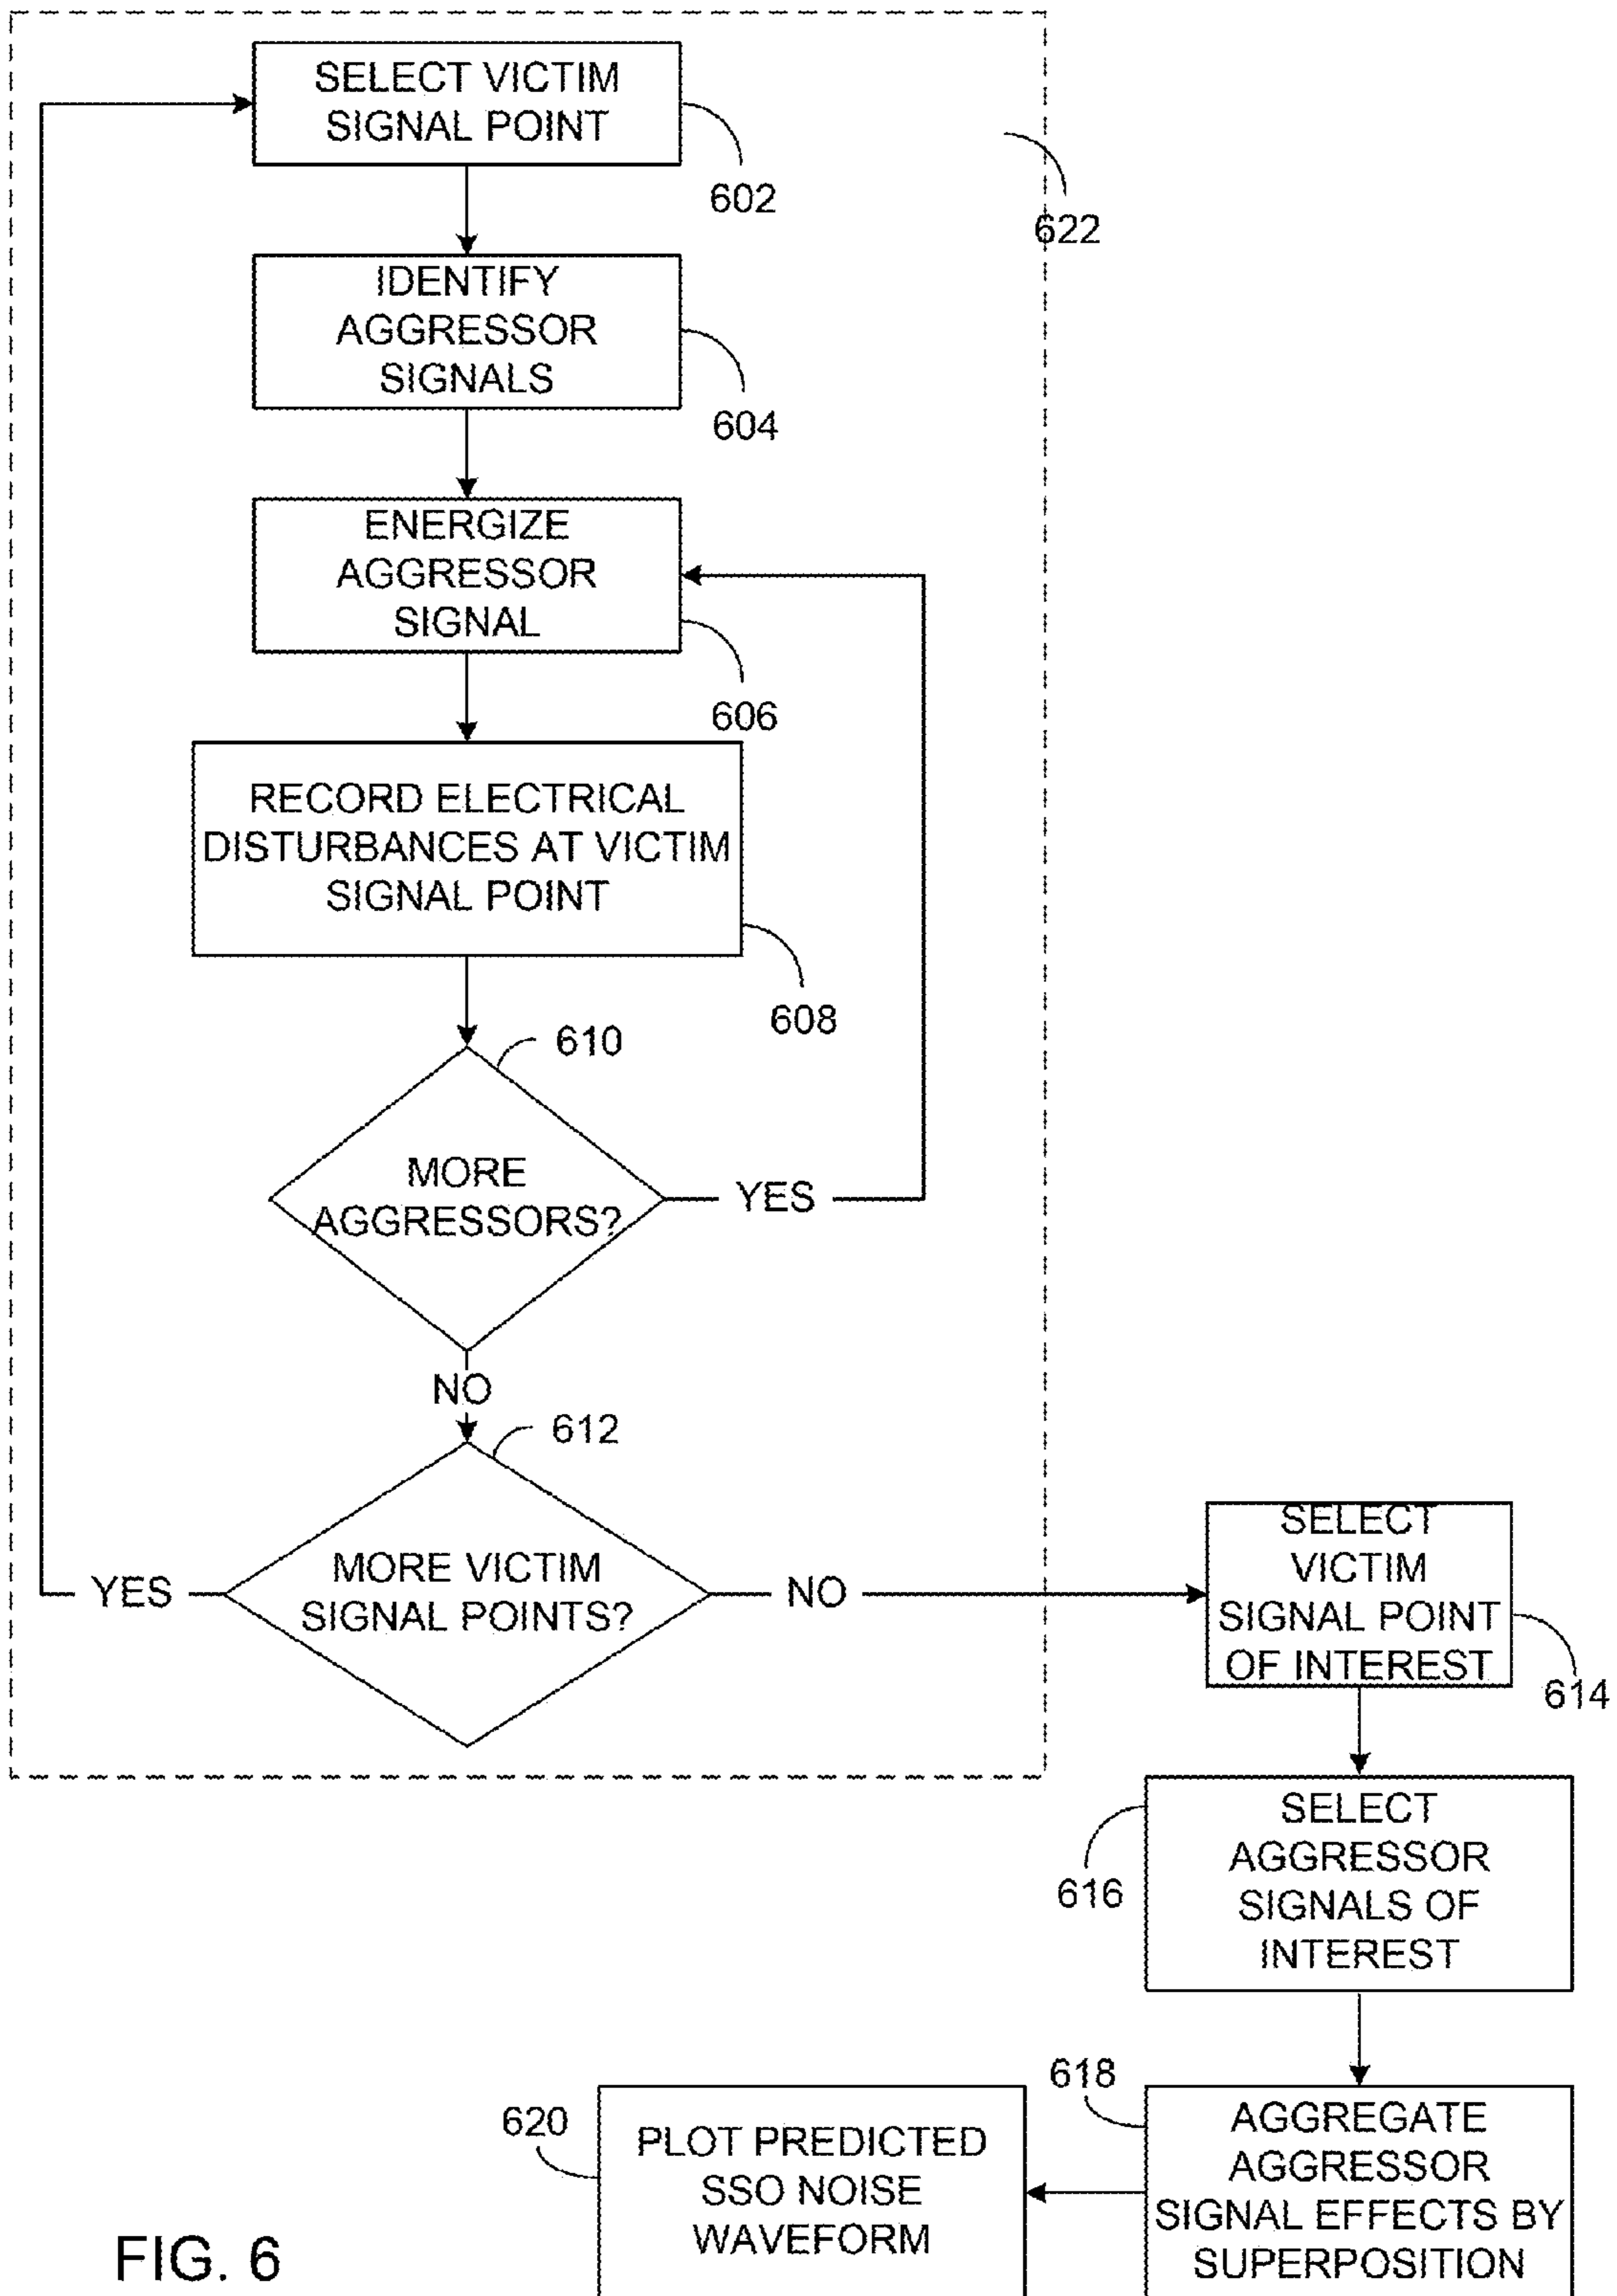 SELECT VICTIM
SIGNAL POINT
602
622
IDENTIFY
AGGRESSOR
SIGNALS
604
ENERGIZE
AGGRESSOR
SIGNAL
606
RECORD ELECTRICAL
DISTURBANCES AT VICTIM
SIGNAL POINT
608
610
MORE
AGGRESSORS?
YES
NO
612
MORE VICTIM
SIGNAL POINTS?
YES
NO
SELECT
VICTIM
SIGNAL POINT
OF INTEREST
614
SELECT
AGGRESSOR
SIGNALS OF
INTEREST
616
618
AGGREGATE
AGGRESSOR
SIGNAL EFFECTS BY
SUPERPOSITION
620
PLOT PREDICTED
SSO NOISE
WAVEFORM
FIG. 6